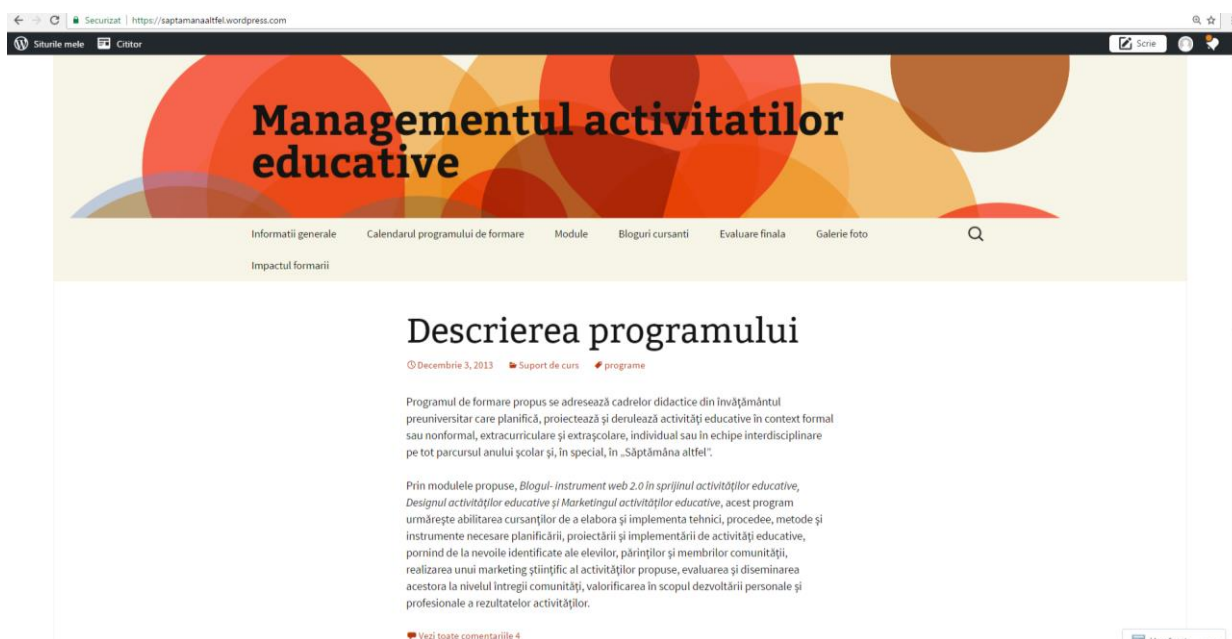 Securizat | https://saptamanaaltfel.wordpress.com
Siturile mele Cititor Scrie
Managementul activitatilor
educative
Informatii generale Calendarul programului de formare Module Bloguri cursanti Evaluare finala Galerie foto
Impactul formarii
Descrierea programului
Decembrie 3, 2013 Suport de curs programe
Programul de formare propus se adresează cadrelor didactice din învăţământul
preuniversitar care planifică, proiectează şi derulează activităţi educative în context formal
sau nonformal, extracurriculare şi extraşcolare, individual sau în echipe interdisciplinare
pe tot parcursul anului şcolar şi, în special, în „Săptămâna altfel”.
Prin modulele propuse, Blogul- instrument web 2.0 în sprijinul activităţilor educative,
Designul activităţilor educative şi Marketingul activităţilor educative, acest program
urmăreşte abilitarea cursanţilor de a elabora şi implementa tehnici, procedee, metode şi
instrumente necesare planificării, proiectării şi implementării de activităţi educative,
pornind de la nevoile identificate ale elevilor, părinţilor şi membrilor comunităţii,
realizarea unui marketing ştiinţific al activităţilor propuse, evaluarea şi diseminarea
acestora la nivelul întregii comunităţi, valorificarea în scopul dezvoltării personale şi
profesionale a rezultatelor activităţilor.
Vezi toate comentariile 4